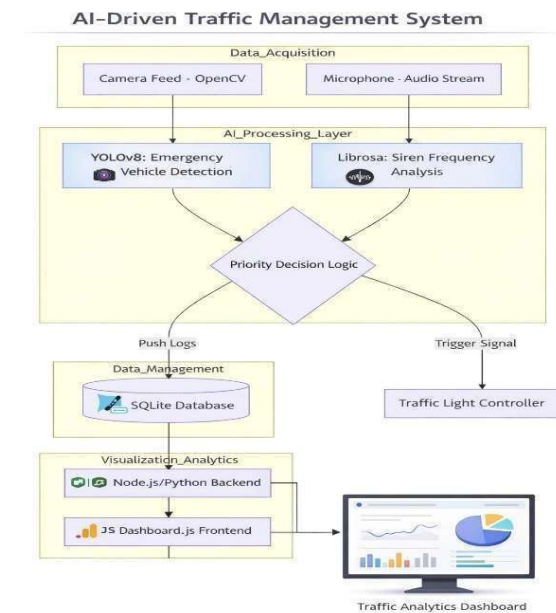 AI-Driven Traffic Management System
Data_Acquisition
Camera Feed - OpenCV
Microphone - Audio Stream
AI_Processing_Layer
YOLOv8: Emergency
Vehicle Detection
Librosa: Siren Frequency
Analysis
Priority Decision Logic
Push Logs
Trigger Signal
Data_Management
SQLite Database
Traffic Light Controller
Visualization_Analytics
Node.js/Python Backend
JS Dashboard.js Frontend
Traffic Analytics Dashboard